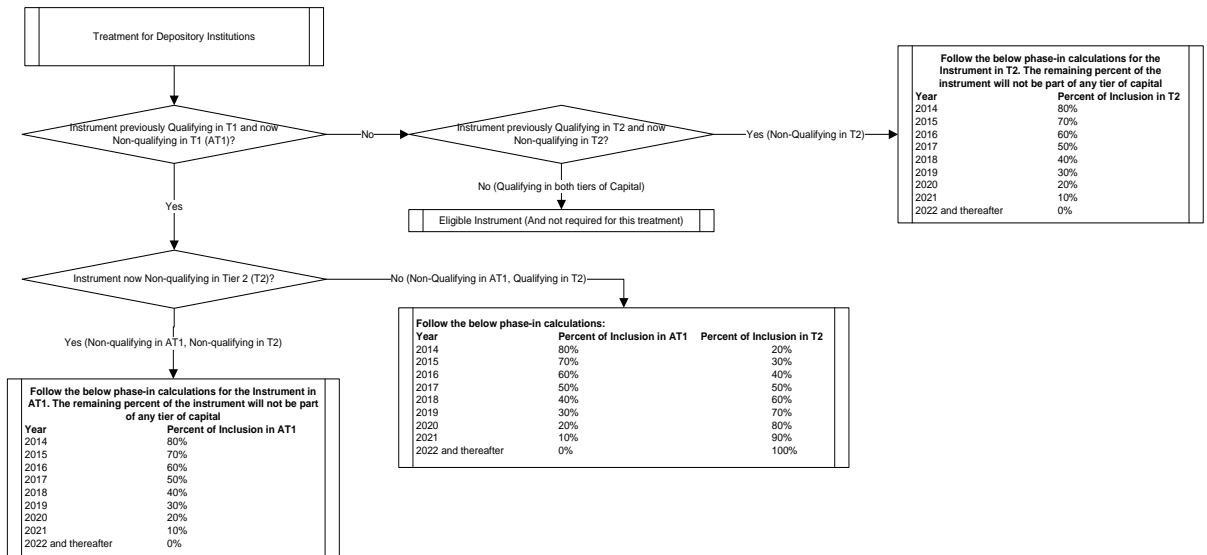 Treatment for Depository Institutions
Instrument previously Qualifying in T1 and now
Non-qualifying in T1 (AT1)?
No
Instrument previously Qualifying in T2 and now
Non-qualifying in T2?
Yes (Non-Qualifying in T2)
Follow the below phase-in calculations for the
Instrument in T2. The remaining percent of the
instrument will not be part of any tier of capital
Year Percent of Inclusion in T2
2014 80%
2015 70%
2016 60%
2017 50%
2018 40%
2019 30%
2020 20%
2021 10%
2022 and thereafter 0%
No (Qualifying in both tiers of Capital)
Eligible Instrument (And not required for this treatment)
Yes
Instrument now Non-qualifying in Tier 2 (T2)?
No (Non-Qualifying in AT1, Qualifying in T2)
Follow the below phase-in calculations:
Year Percent of Inclusion in AT1 Percent of Inclusion in T2
2014 80% 20%
2015 70% 30%
2016 60% 40%
2017 50% 50%
2018 40% 60%
2019 30% 70%
2020 20% 80%
2021 10% 90%
2022 and thereafter 0% 100%
Yes (Non-qualifying in AT1, Non-qualifying in T2)
Follow the below phase-in calculations for the Instrument in
AT1. The remaining percent of the instrument will not be part
of any tier of capital
Year Percent of Inclusion in AT1
2014 80%
2015 70%
2016 60%
2017 50%
2018 40%
2019 30%
2020 20%
2021 10%
2022 and thereafter 0%